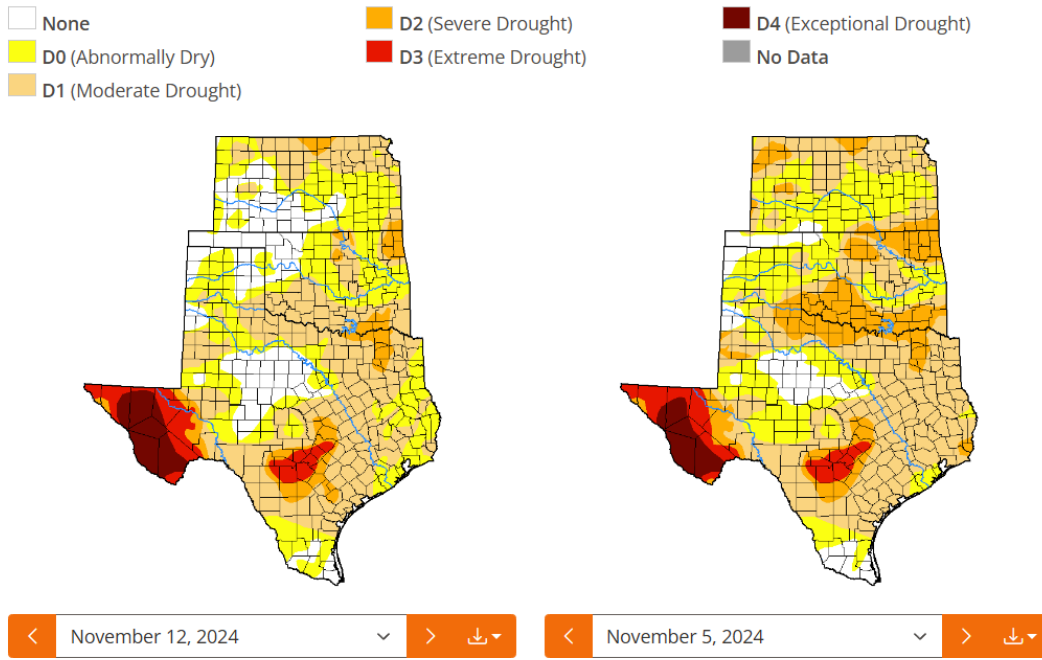 None
D0 (Abnormally Dry)
D1 (Moderate Drought)
D2 (Severe Drought)
D3 (Extreme Drought)
D4 (Exceptional Drought)
No Data
November 12, 2024
November 5, 2024